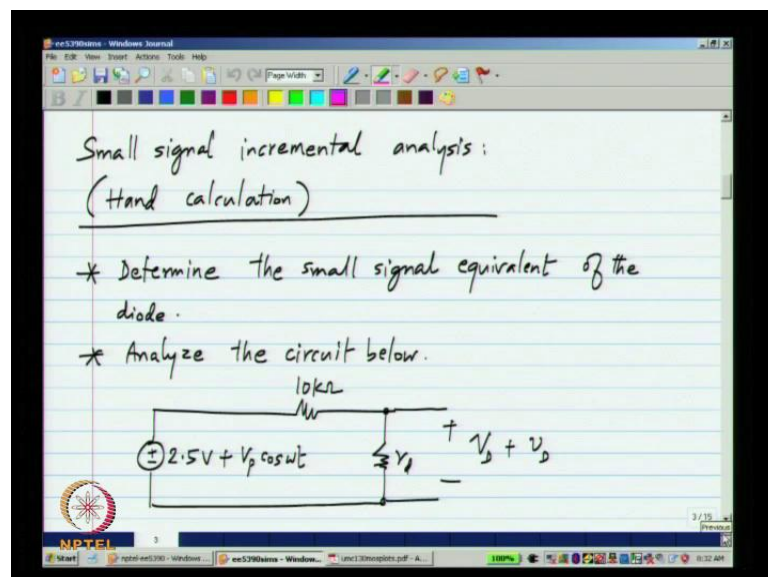 ee5390sims - Windows Journal
File Edit View Insert Actions Tools Help
Page Width
B I
Small signal incremental analysis :
(Hand calculation)
* Determine the small signal equivalent of the
diode.
* Analyze the circuit below.
10kΩ
2.5V + Vp cosωt
rd
+ VD + vD
−
3/15
Previous
NPTEL
3
Start
nptel-ee5390 - Windows ...
ee5390sims - Window...
umc130mosplots.pdf - A...
100%
8:32 AM